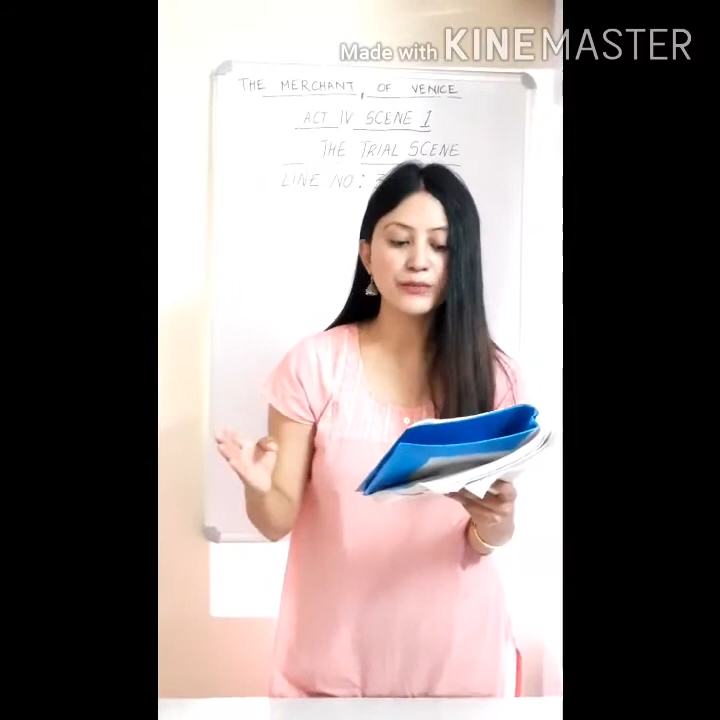 Made with KINEMASTER
THE MERCHANT OF VENICE
ACT IV SCENE 1
THE TRIAL SCENE
LINE NO: